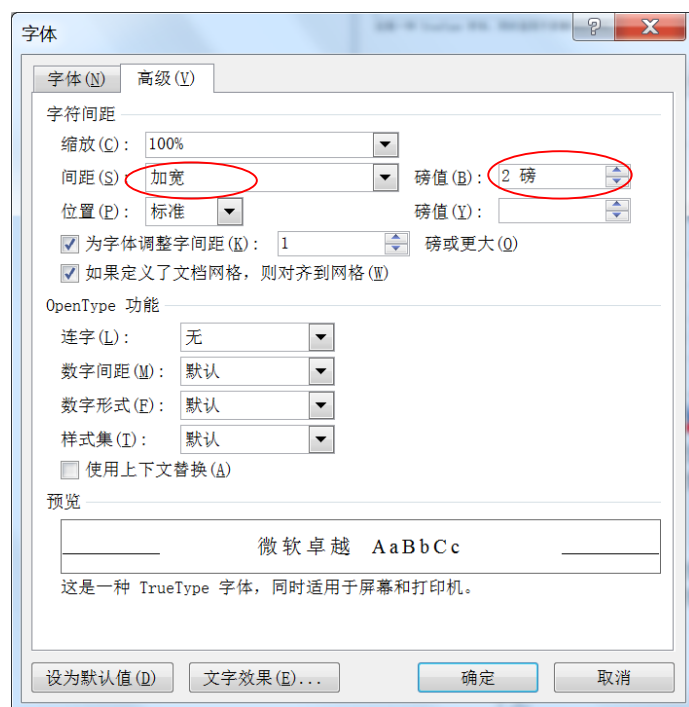 字体
字体(N) 高级(V)
字符间距
缩放(C): 100%
间距(S): 加宽 磅值(B): 2 磅
位置(P): 标准 磅值(Y):
为字体调整字间距(K): 1 磅或更大(O)
如果定义了文档网格，则对齐到网格(W)
OpenType 功能
连字(L): 无
数字间距(M): 默认
数字形式(F): 默认
样式集(T): 默认
使用上下文替换(A)
预览
微软卓越 AaBbCc
这是一种 TrueType 字体，同时适用于屏幕和打印机。
设为默认值(D) 文字效果(E)... 确定 取消